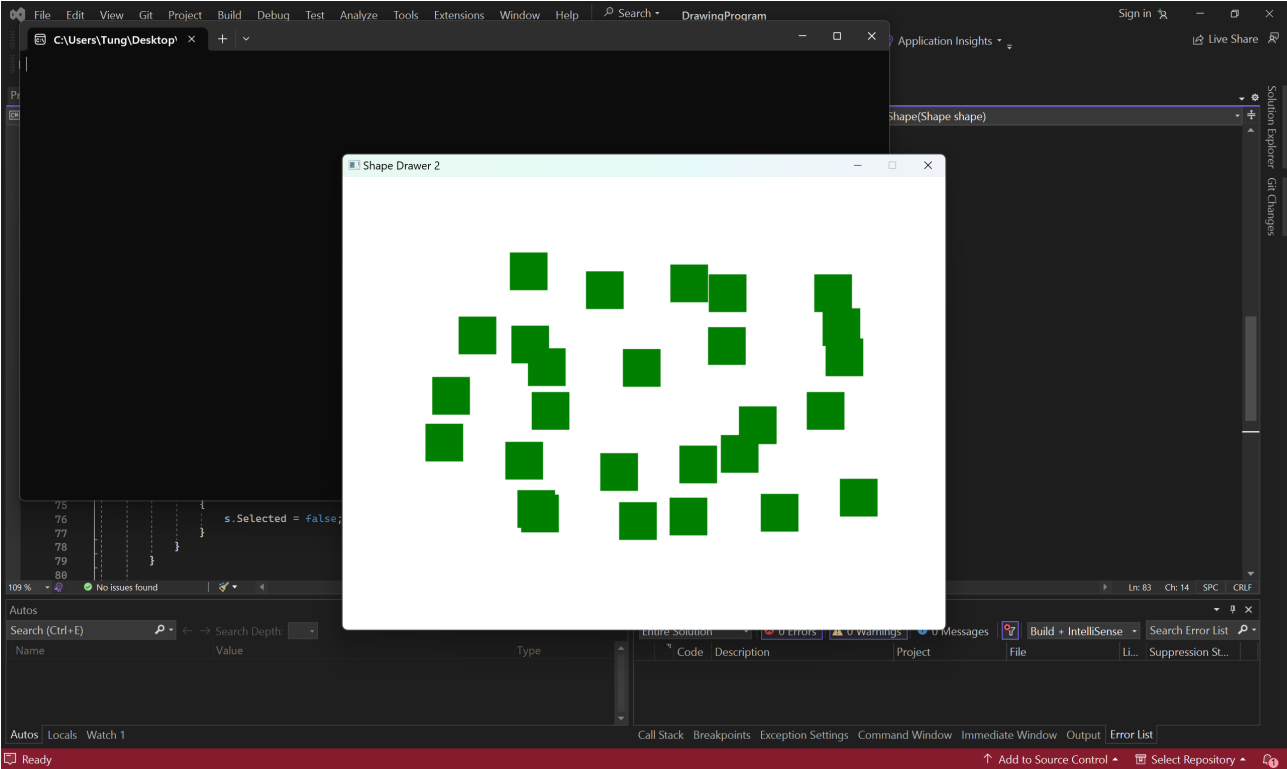 File Edit View Git Project Build Debug Test Analyze Tools Extensions Window Help Search DrawingProgram Sign in
C:\Users\Tung\Desktop\
Application Insights
Live Share
Shape(Shape shape)
Solution Explorer
Git Changes
Shape Drawer 2
75 {
76 s.Selected = false;
77 }
78 }
79 }
80
109 % No issues found Ln: 83 Ch: 14 SPC CRLF
Autos
Search (Ctrl+E) Search Depth:
Entire Solution 0 Errors 0 Warnings 0 Messages Build + IntelliSense Search Error List
Name Value Type
Code Description Project File Li... Suppression St...
Autos Locals Watch 1
Call Stack Breakpoints Exception Settings Command Window Immediate Window Output Error List
Ready Add to Source Control Select Repository 1